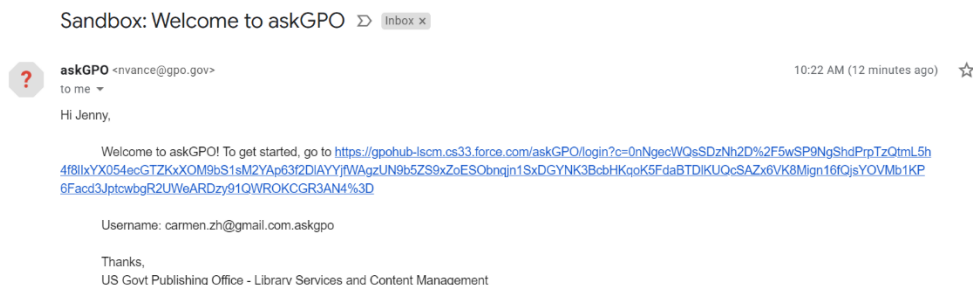 Sandbox: Welcome to askGPO Inbox ×
askGPO <nvance@gpo.gov> 10:22 AM (12 minutes ago)
?
to me
Hi Jenny,
Welcome to askGPO! To get started, go to https://gpohub-lscm.cs33.force.com/askGPO/login?c=0nNgecWQsSDzNh2D%2F5wSP9NgShdPrpTzQtmL5h
4f8IIxYX054ecGTZKxXOM9bS1sM2YAp63f2DlAYYjfWAgzUN9b5ZS9xZoESObnqjn1SxDGYNK3BcbHKqoK5FdaBTDlKUQcSAZx6VK8Mign16fQjsYOVMb1KP
6Facd3JptcwbgR2UWeARDzy91QWROKCGR3AN4%3D
Username: carmen.zh@gmail.com.askgpo
Thanks,
US Govt Publishing Office - Library Services and Content Management